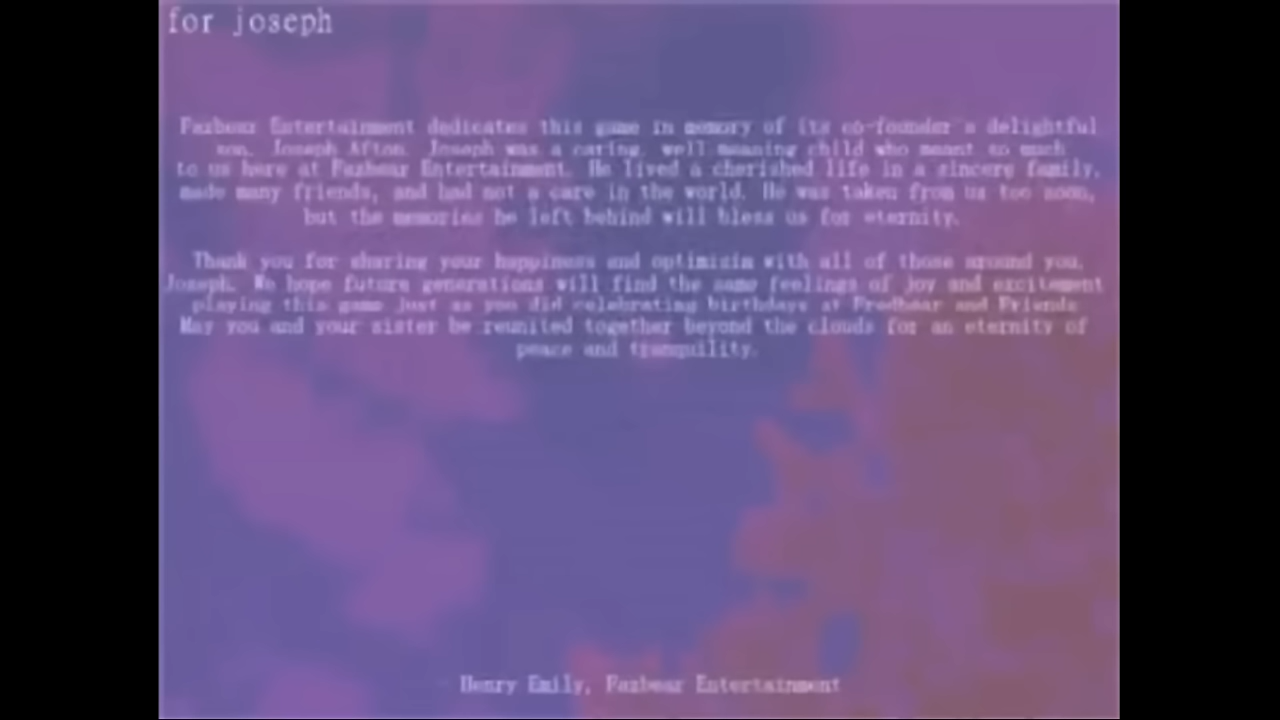 for joseph
Fazbear Entertainment dedicates this game in memory of its co-founder's delightful
son, Joseph Afton. Joseph was a caring, well meaning child who meant so much
to us here at Fazbear Entertainment. He lived a cherished life in a sincere family,
made many friends, and had not a care in the world. He was taken from us too soon,
but the memories he left behind will bless us for eternity.
Thank you for sharing your happiness and optimisim with all of those around you,
Joseph. We hope future generations will find the same feelings of joy and excitement
playing this game just as you did celebrating birthdays at Fredbear and Friends
May you and your sister be reunited together beyond the clouds for an eternity of
peace and tranquility.
Henry Emily, Fazbear Entertainment